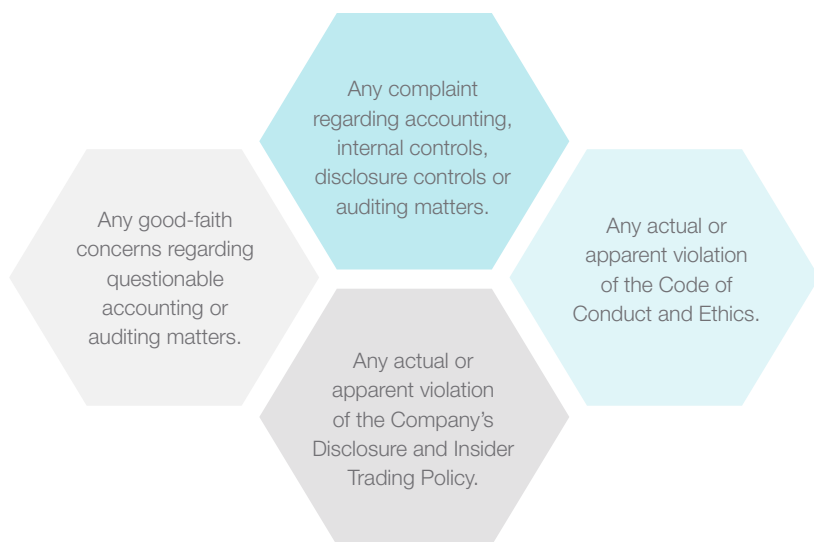 Any complaint
regarding accounting,
internal controls,
disclosure controls or
auditing matters.
Any good-faith
concerns regarding
questionable
accounting or
auditing matters.
Any actual or
apparent violation
of the Code of
Conduct and Ethics.
Any actual or
apparent violation
of the Company’s
Disclosure and Insider
Trading Policy.